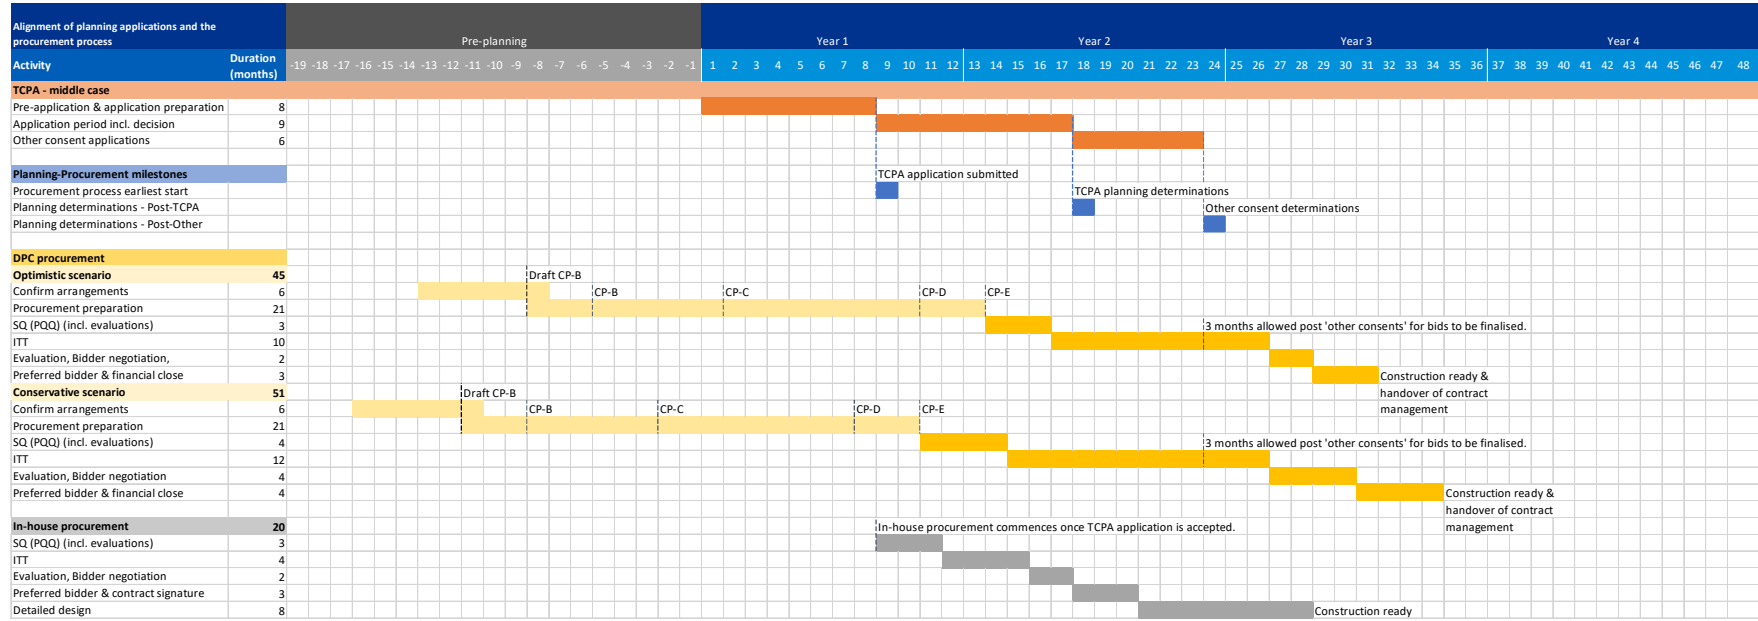 Alignment of planning applications and the
procurement process
Pre-planning Year 1 Year 2 Year 3 Year 4
Activity Duration
(months)
-19 -18 -17 -16 -15 -14 -13 -12 -11 -10 -9 -8 -7 -6 -5 -4 -3 -2 -1 1 2 3 4 5 6 7 8 9 10 11 12 13 14 15 16 17 18 19 20 21 22 23 24 25 26 27 28 29 30 31 32 33 34 35 36 37 38 39 40 41 42 43 44 45 46 47 48
TCPA - middle case
Pre-application & application preparation 8
Application period incl. decision 9
Other consent applications 6
Planning-Procurement milestones TCPA application submitted
Procurement process earliest start TCPA planning determinations
Planning determinations - Post-TCPA Other consent determinations
Planning determinations - Post-Other
DPC procurement
Optimistic scenario 45 Draft CP-B
Confirm arrangements 6 CP-B CP-C CP-D CP-E
Procurement preparation 21
SQ (PQQ) (incl. evaluations) 3 3 months allowed post 'other consents' for bids to be finalised.
ITT 10
Evaluation, Bidder negotiation, 2
Preferred bidder & financial close 3 Construction ready &
Conservative scenario 51 Draft CP-B handover of contract
Confirm arrangements 6 CP-B CP-C CP-D CP-E management
Procurement preparation 21
SQ (PQQ) (incl. evaluations) 4 3 months allowed post 'other consents' for bids to be finalised.
ITT 12
Evaluation, Bidder negotiation 4
Preferred bidder & financial close 4 Construction ready &
handover of contract
In-house procurement 20 In-house procurement commences once TCPA application is accepted. management
SQ (PQQ) (incl. evaluations) 3
ITT 4
Evaluation, Bidder negotiation 2
Preferred bidder & contract signature 3
Detailed design 8 Construction ready